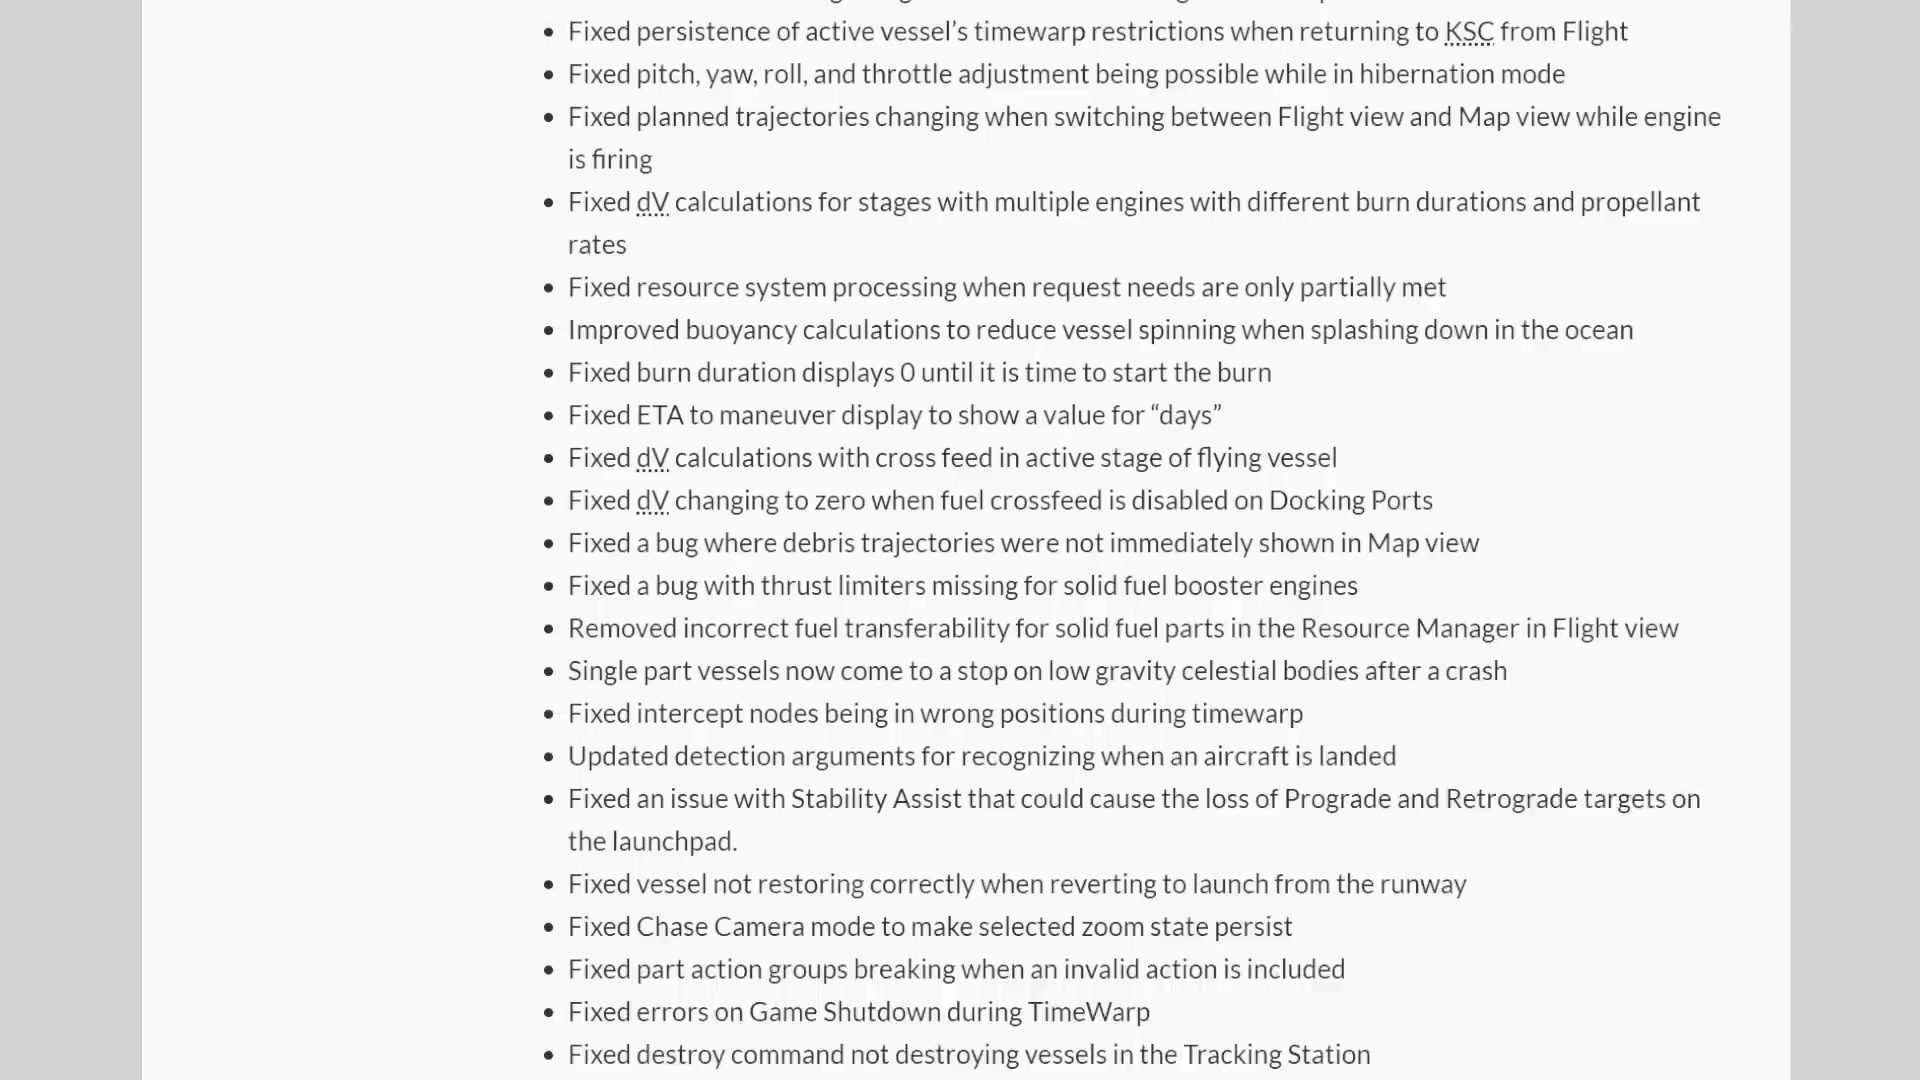 • Fixed persistence of active vessel’s timewarp restrictions when returning to KSC from Flight
• Fixed pitch, yaw, roll, and throttle adjustment being possible while in hibernation mode
• Fixed planned trajectories changing when switching between Flight view and Map view while engine
is firing
• Fixed dV calculations for stages with multiple engines with different burn durations and propellant
rates
• Fixed resource system processing when request needs are only partially met
• Improved buoyancy calculations to reduce vessel spinning when splashing down in the ocean
• Fixed burn duration displays 0 until it is time to start the burn
• Fixed ETA to maneuver display to show a value for “days”
• Fixed dV calculations with cross feed in active stage of flying vessel
• Fixed dV changing to zero when fuel crossfeed is disabled on Docking Ports
• Fixed a bug where debris trajectories were not immediately shown in Map view
• Fixed a bug with thrust limiters missing for solid fuel booster engines
• Removed incorrect fuel transferability for solid fuel parts in the Resource Manager in Flight view
• Single part vessels now come to a stop on low gravity celestial bodies after a crash
• Fixed intercept nodes being in wrong positions during timewarp
• Updated detection arguments for recognizing when an aircraft is landed
• Fixed an issue with Stability Assist that could cause the loss of Prograde and Retrograde targets on
the launchpad.
• Fixed vessel not restoring correctly when reverting to launch from the runway
• Fixed Chase Camera mode to make selected zoom state persist
• Fixed part action groups breaking when an invalid action is included
• Fixed errors on Game Shutdown during TimeWarp
• Fixed destroy command not destroying vessels in the Tracking Station